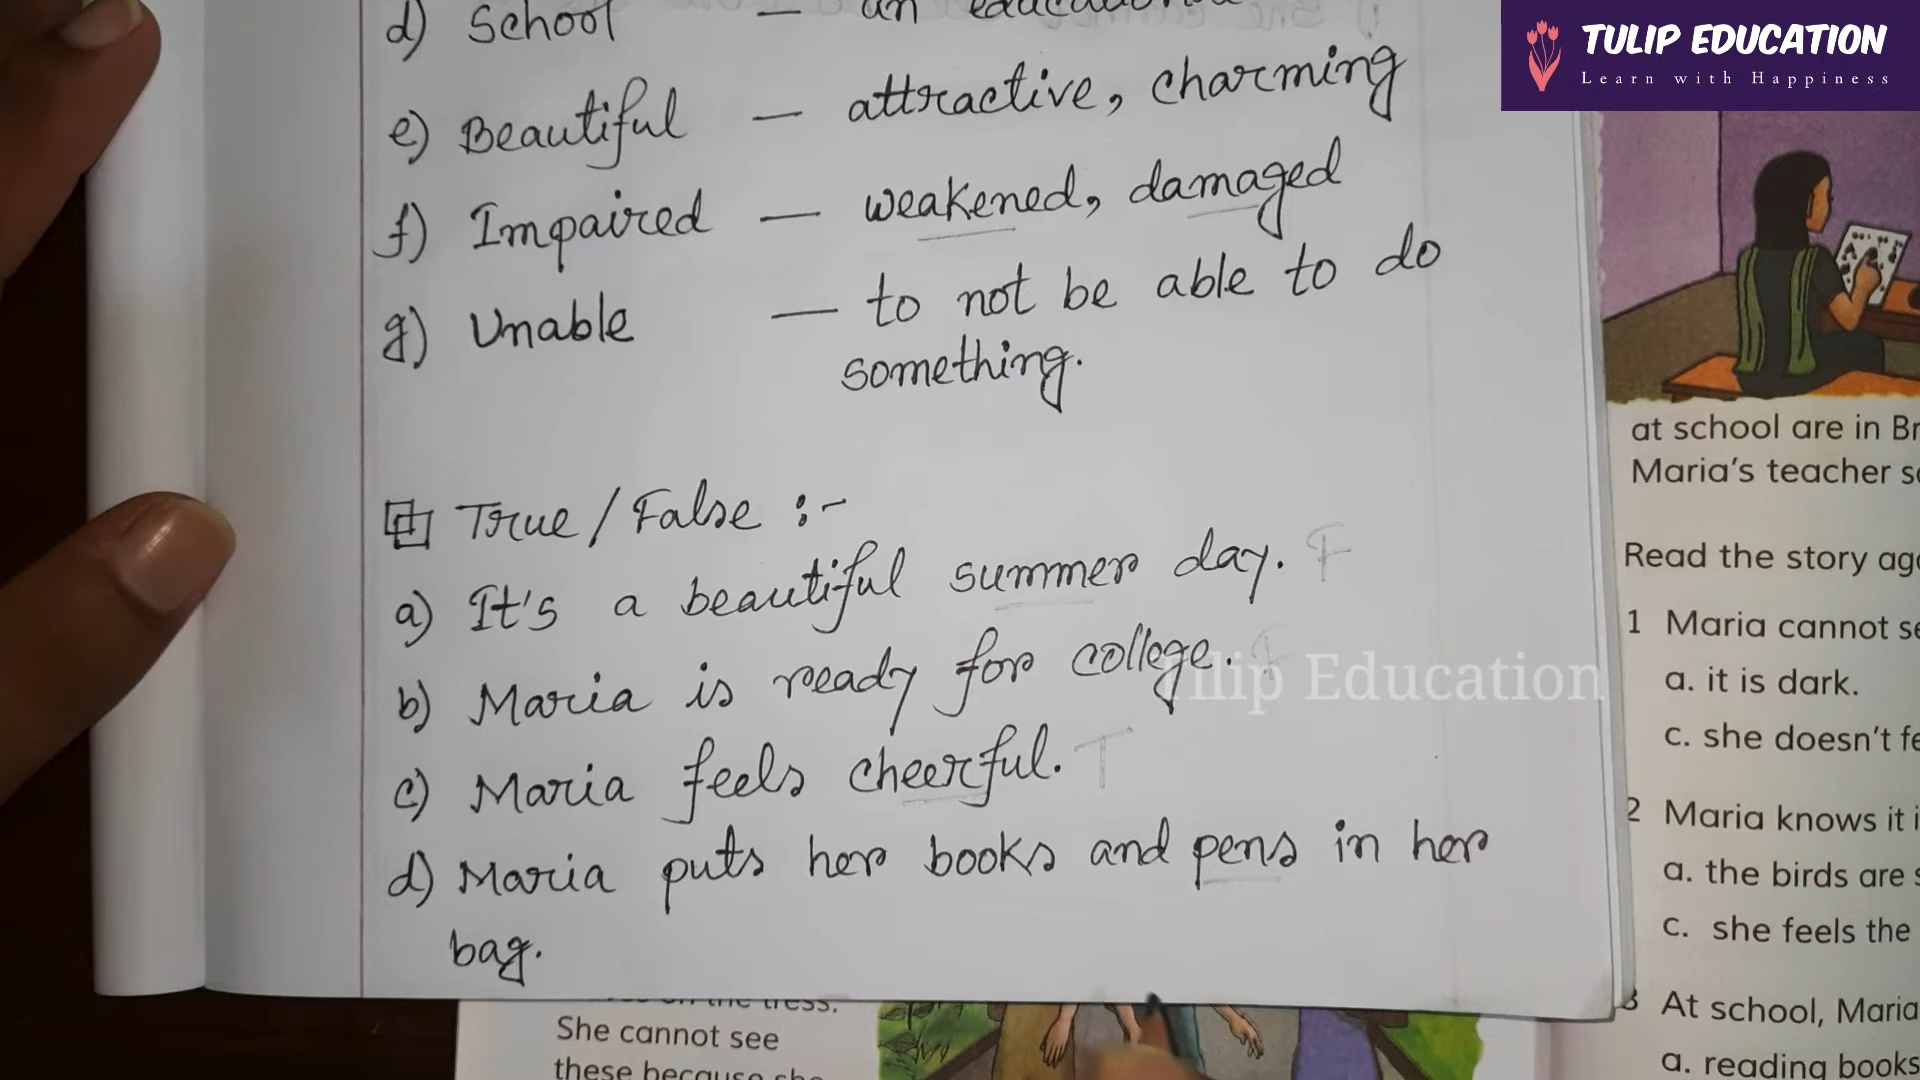 d) School — an
e) Beautiful — attractive, charming
f) Impaired — weakened, damaged
g) Unable — to not be able to do
something.
True / False :-
a) It's a beautiful summer day. F
b) Maria is ready for college.
c) Maria feels cheerful. T
d) Maria puts her books and pens in her
bag.
She cannot see
these because she
TULIP EDUCATION
Learn with Happiness
at school are in Br
Maria's teacher
Read the story
1 Maria cannot
a. it is dark.
c. she doesn't
2 Maria knows it
a. the birds are
c. she feels the
3 At school, Maria
a. reading books
Tulip Education